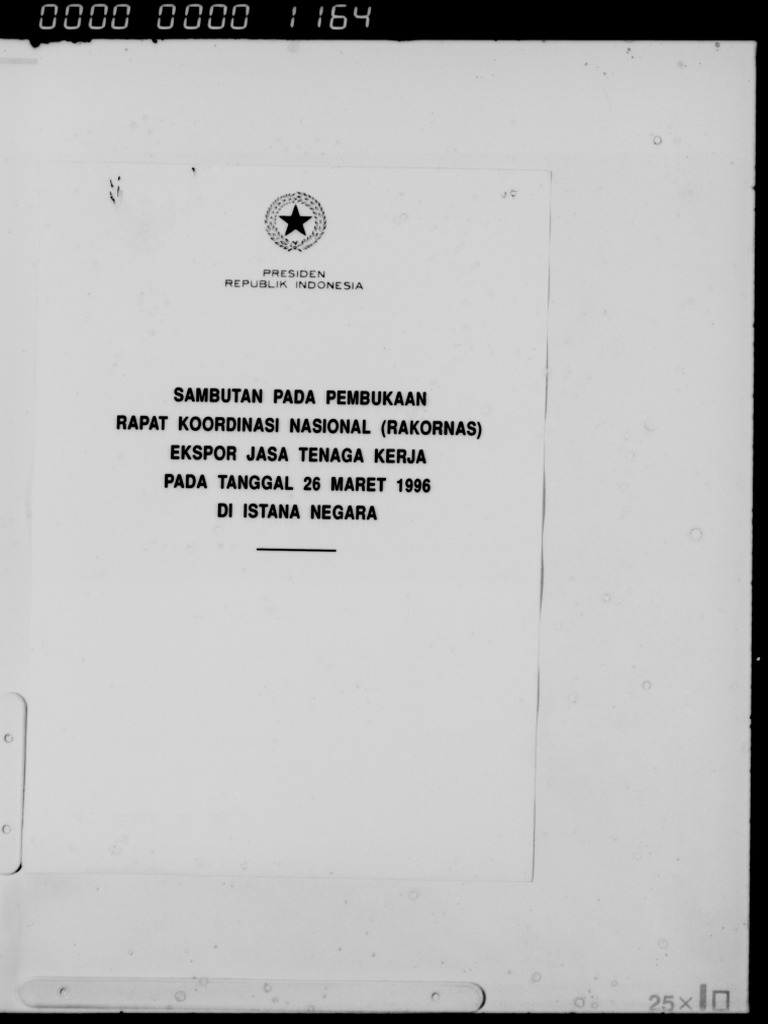 0000 0000 1164
PRESIDEN
REPUBLIK INDONESIA
SAMBUTAN PADA PEMBUKAAN
RAPAT KOORDINASI NASIONAL (RAKORNAS)
EKSPOR JASA TENAGA KERJA
PADA TANGGAL 26 MARET 1996
DI ISTANA NEGARA
25×